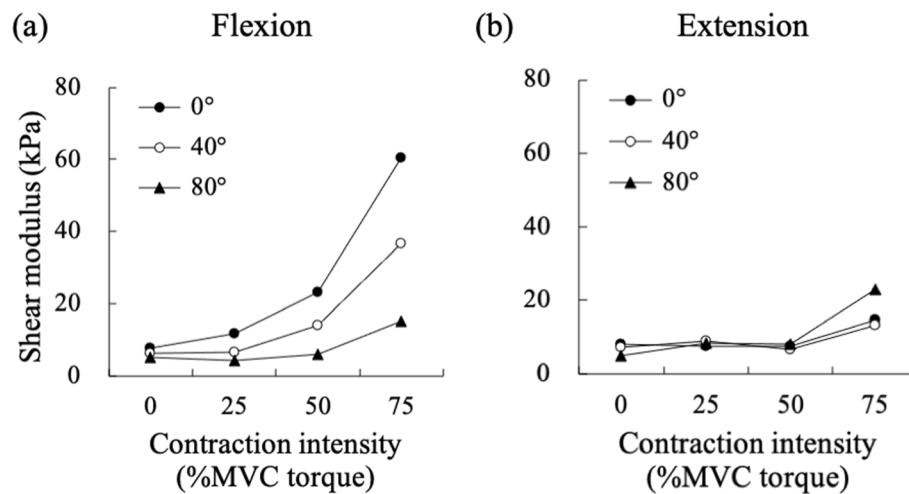 (a) Flexion
Shear modulus (kPa)
80
60
40
20
0
0°
40°
80°
0 25 50 75
Contraction intensity
(%MVC torque)
(b) Extension
80
60
40
20
0
0°
40°
80°
0 25 50 75
Contraction intensity
(%MVC torque)